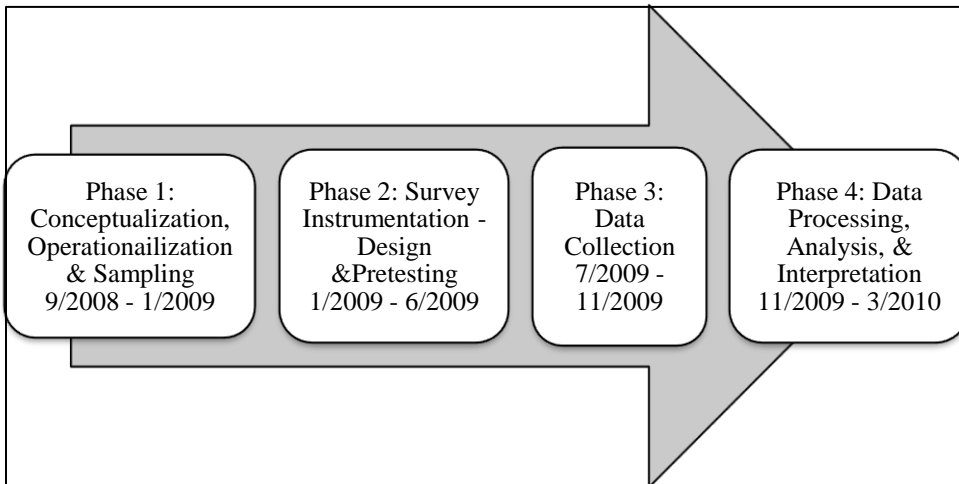 Phase 1:
Conceptualization,
Operationailization
& Sampling
9/2008 - 1/2009
Phase 2: Survey
Instrumentation -
Design
&Pretesting
1/2009 - 6/2009
Phase 3:
Data
Collection
7/2009 -
11/2009
Phase 4: Data
Processing,
Analysis, &
Interpretation
11/2009 - 3/2010